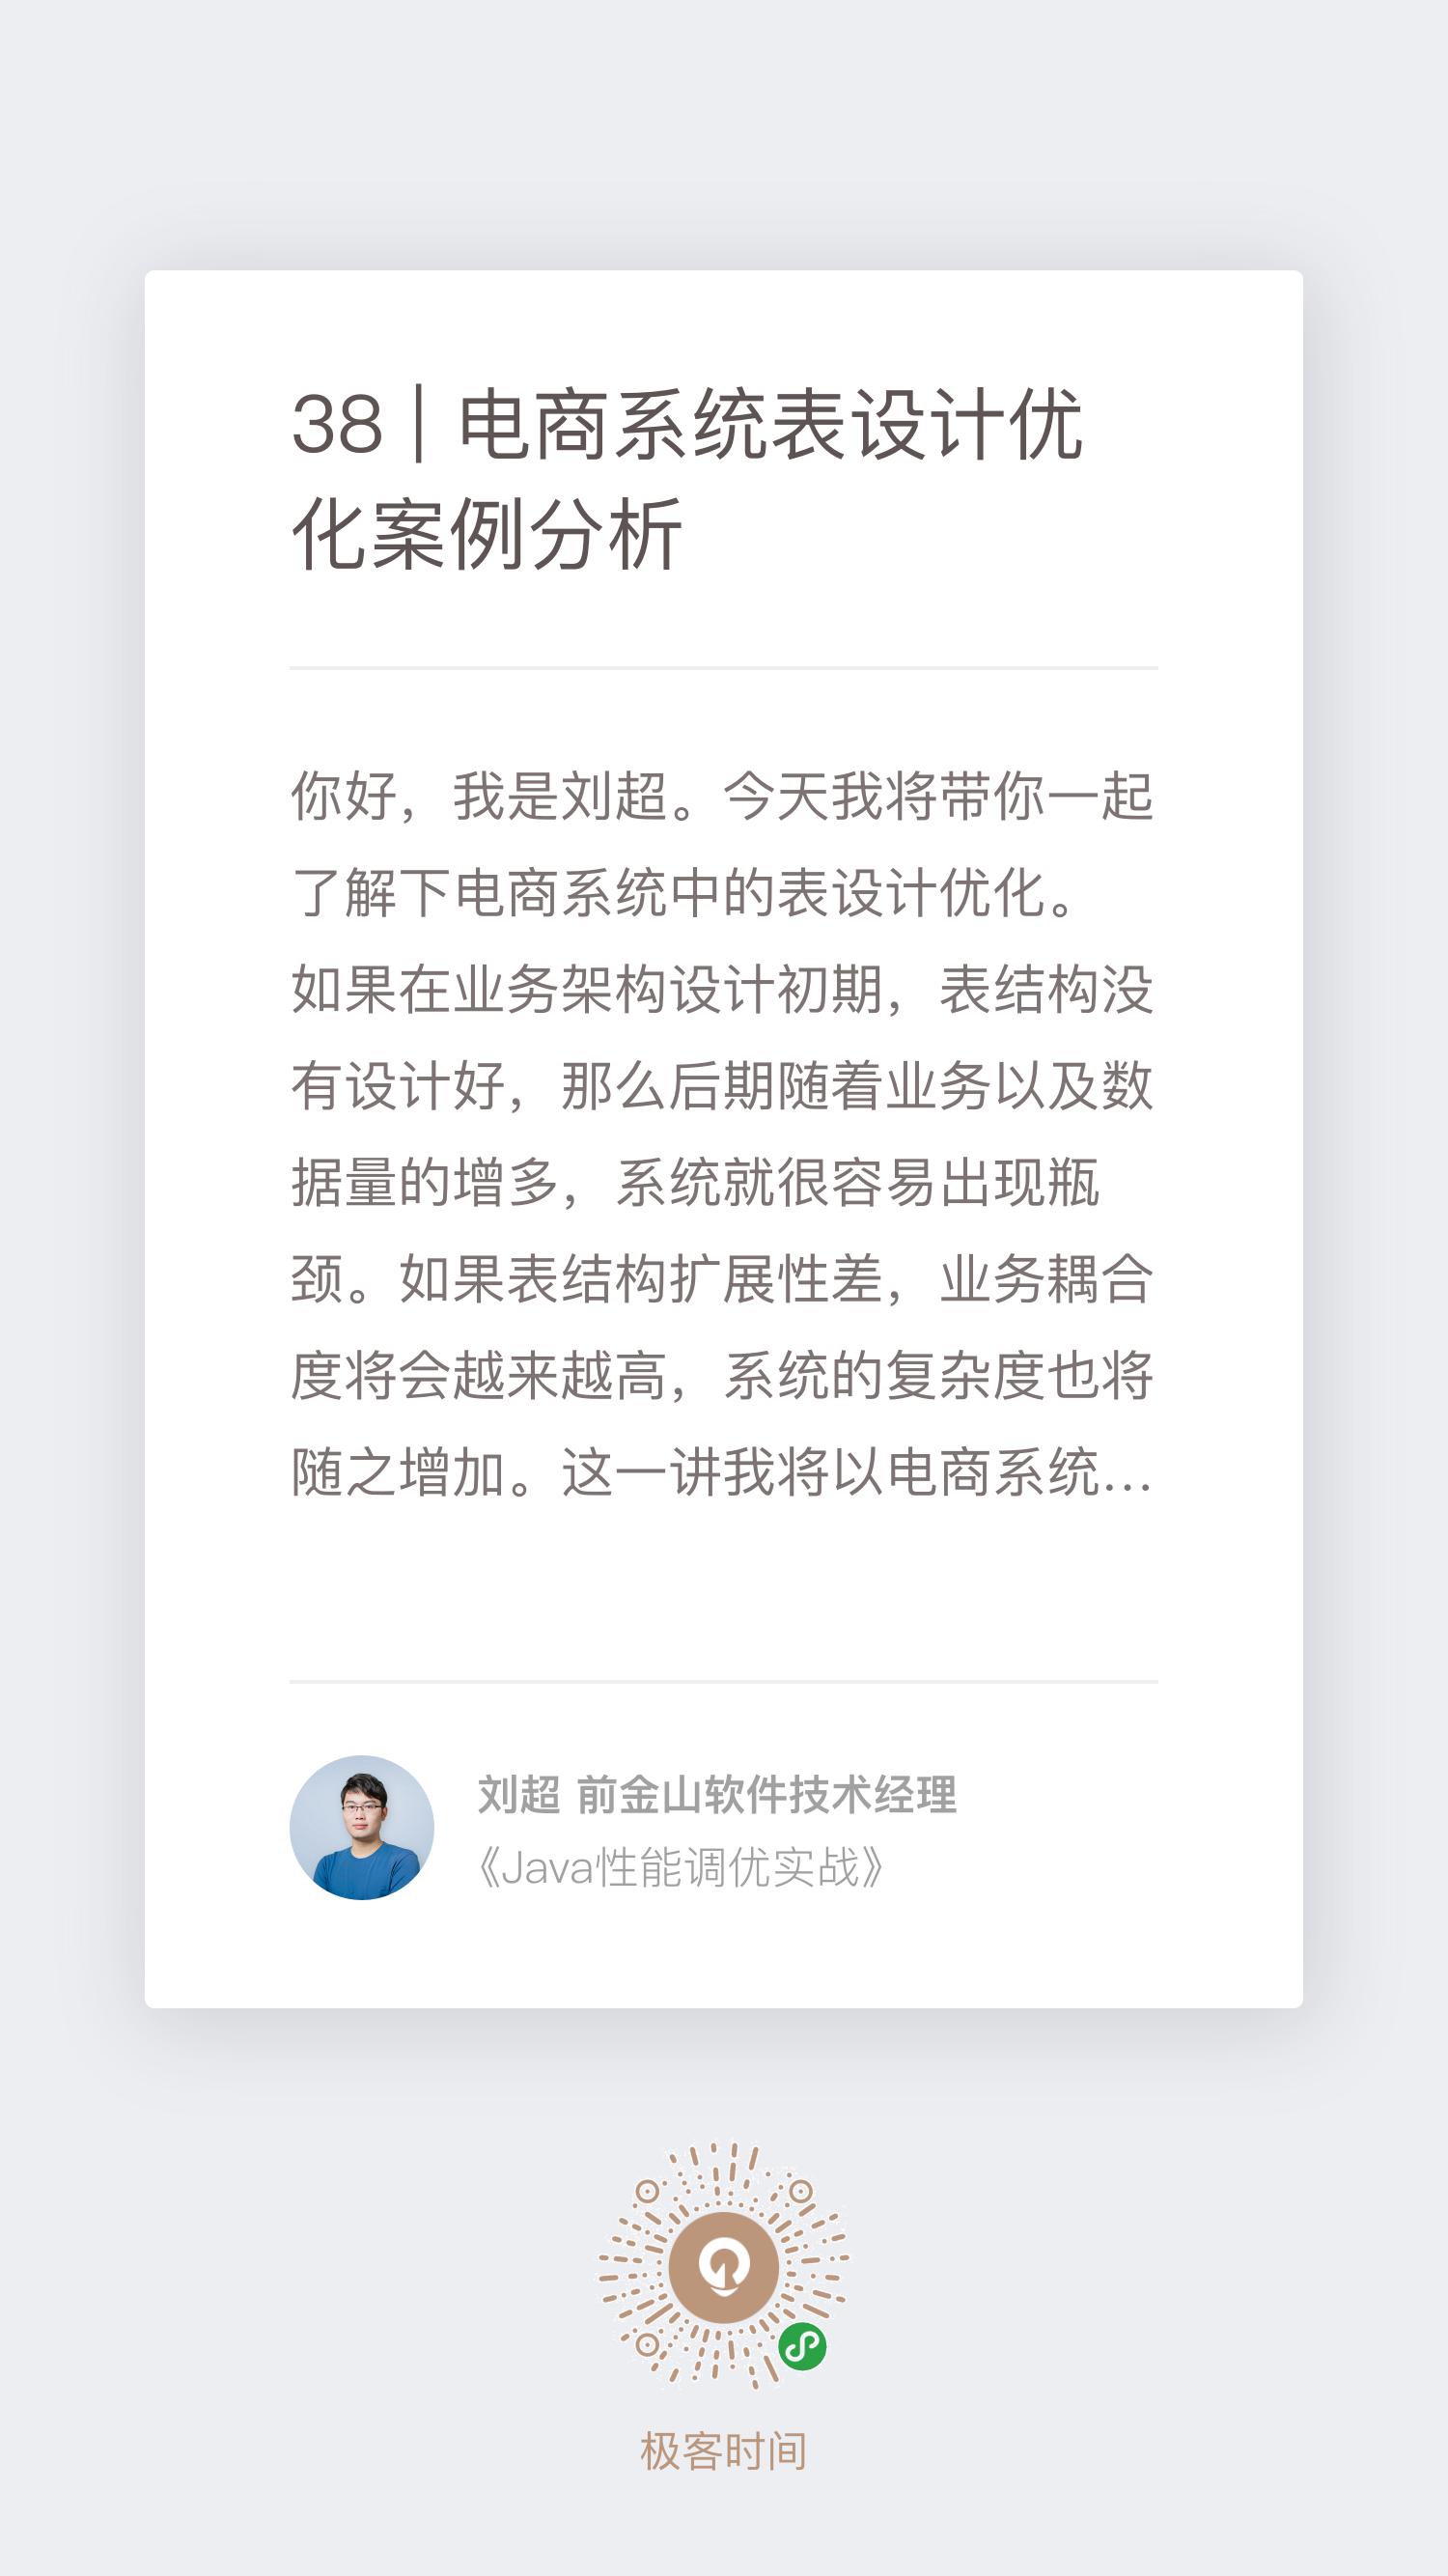 38 | 电商系统表设计优
化案例分析
你好，我是刘超。今天我将带你一起
了解下电商系统中的表设计优化。
如果在业务架构设计初期，表结构没
有设计好，那么后期随着业务以及数
据量的增多，系统就很容易出现瓶
颈。如果表结构扩展性差，业务耦合
度将会越来越高，系统的复杂度也将
随之增加。这一讲我将以电商系统...
刘超 前金山软件技术经理
《Java性能调优实战》
极客时间